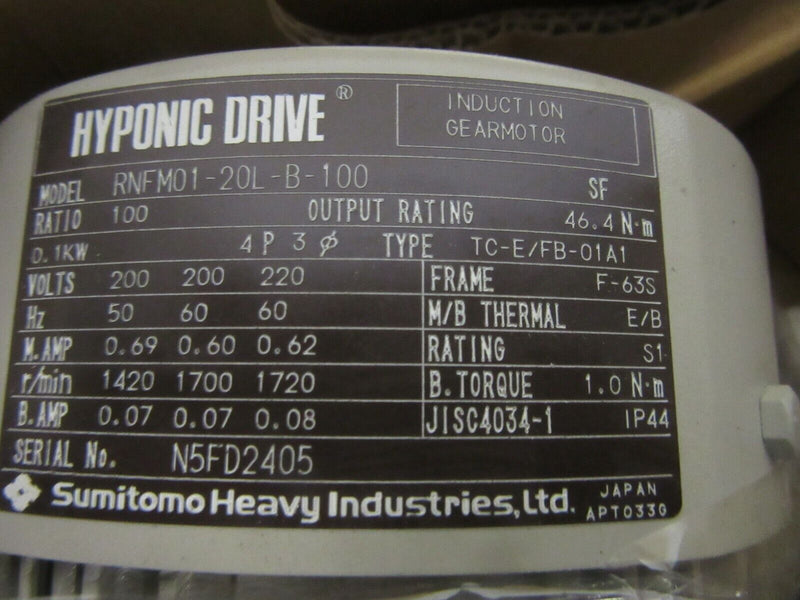 HYPONIC DRIVE®
INDUCTION
GEARMOTOR
MODEL RNFM01-20L-B-100 SF
RATIO 100 OUTPUT RATING 46.4 N·m
0.1KW 4P 3φ TYPE TC-E/FB-01A1
VOLTS 200 200 220 FRAME F-63S
Hz 50 60 60 M/B THERMAL E/B
M.AMP 0.69 0.60 0.62 RATING S1
r/min 1420 1700 1720 B.TORQUE 1.0 N·m
B.AMP 0.07 0.07 0.08 JISC4034-1 IP44
SERIAL No. N5FD2405
Sumitomo Heavy Industries,Ltd. JAPAN
APT033G